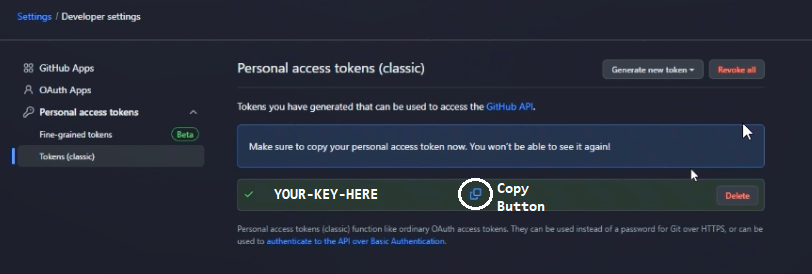 Settings / Developer settings
GitHub Apps
OAuth Apps
Personal access tokens
Fine-grained tokens Beta
Tokens (classic)
Personal access tokens (classic)
Generate new token
Revoke all
Tokens you have generated that can be used to access the GitHub API.
Make sure to copy your personal access token now. You won't be able to see it again!
YOUR-KEY-HERE
Copy
Button
Delete
Personal access tokens (classic) function like ordinary OAuth access tokens. They can be used instead of a password for Git over HTTPS, or can be
used to authenticate to the API over Basic Authentication.